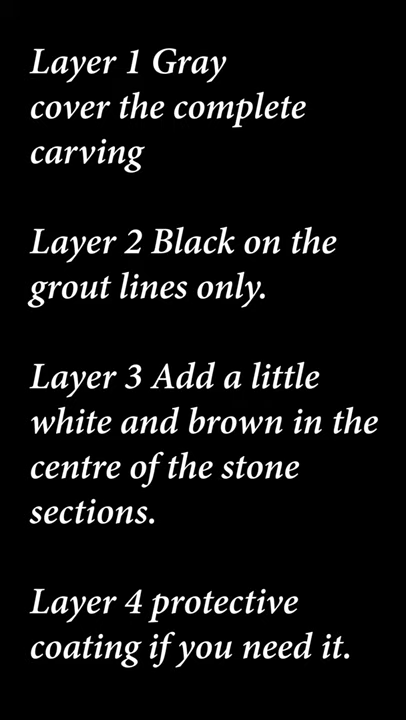 Layer 1 Gray
cover the complete
carving
Layer 2 Black on the
grout lines only.
Layer 3 Add a little
white and brown in the
centre of the stone
sections.
Layer 4 protective
coating if you need it.